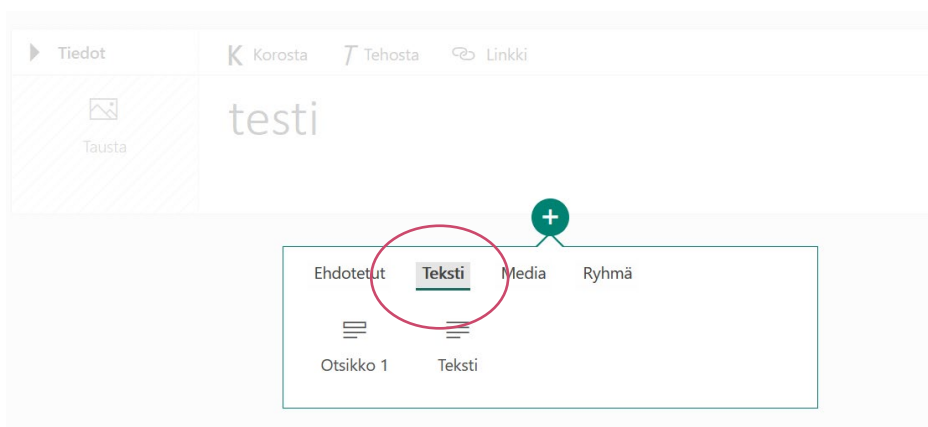 Tiedot K Korosta T Tehosta Linkki
Tausta
testi
+
Ehdotetut Teksti Media Ryhmä
Otsikko 1 Teksti